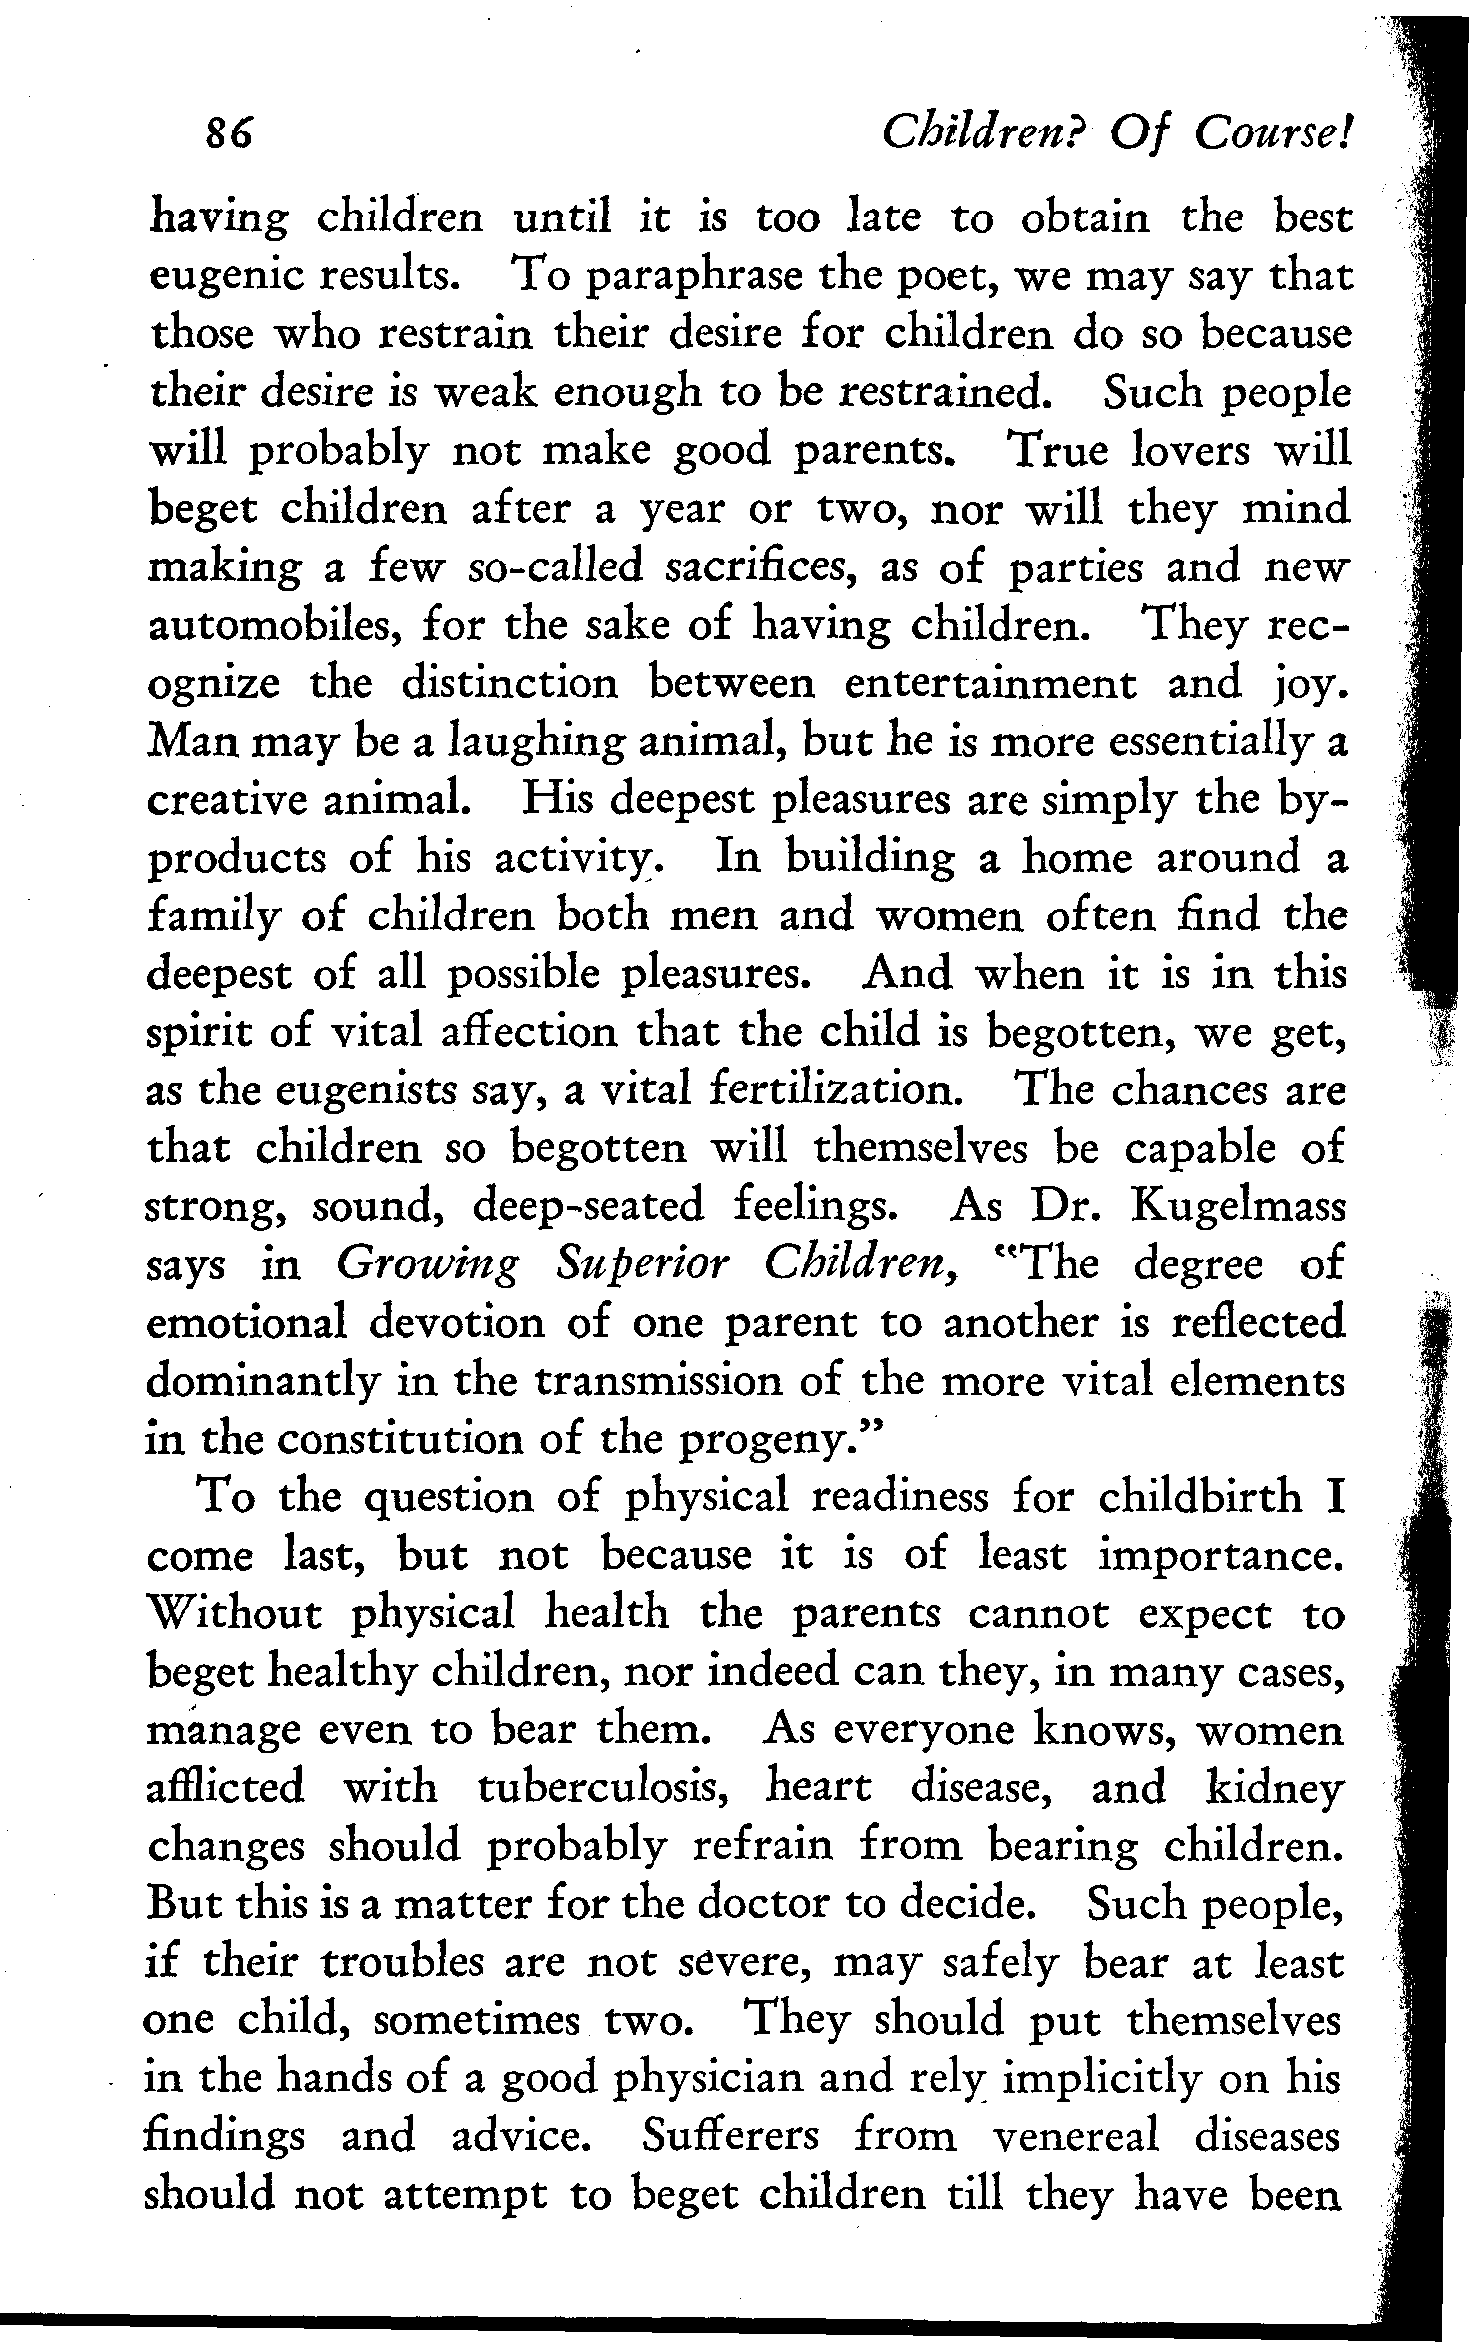 86 Children? Of Course!
having children until it is too late to obtain the best
eugenic results. To paraphrase the poet, we may say that
those who restrain their desire for children do so because
their desire is weak enough to be restrained. Such people
will probably not make good parents. True lovers will
beget children after a year or two, nor will they mind
making a few so-called sacrifices, as of parties and new
automobiles, for the sake of having children. They rec-
ognize the distinction between entertainment and joy.
Man may be a laughing animal, but he is more essentially a
creative animal. His deepest pleasures are simply the by-
products of his activity. In building a home around a
family of children both men and women often find the
deepest of all possible pleasures. And when it is in this
spirit of vital affection that the child is begotten, we get,
as the eugenists say, a vital fertilization. The chances are
that children so begotten will themselves be capable of
strong, sound, deep-seated feelings. As Dr. Kugelmass
says in Growing Superior Children, "The degree of
emotional devotion of one parent to another is reflected
dominantly in the transmission of the more vital elements
in the constitution of the progeny."
To the question of physical readiness for childbirth I
come last, but not because it is of least importance.
Without physical health the parents cannot expect to
beget healthy children, nor indeed can they, in many cases,
manage even to bear them. As everyone knows, women
afflicted with tuberculosis, heart disease, and kidney
changes should probably refrain from bearing children.
But this is a matter for the doctor to decide. Such people,
if their troubles are not severe, may safely bear at least
one child, sometimes two. They should put themselves
in the hands of a good physician and rely implicitly on his
findings and advice. Sufferers from venereal diseases
should not attempt to beget children till they have been